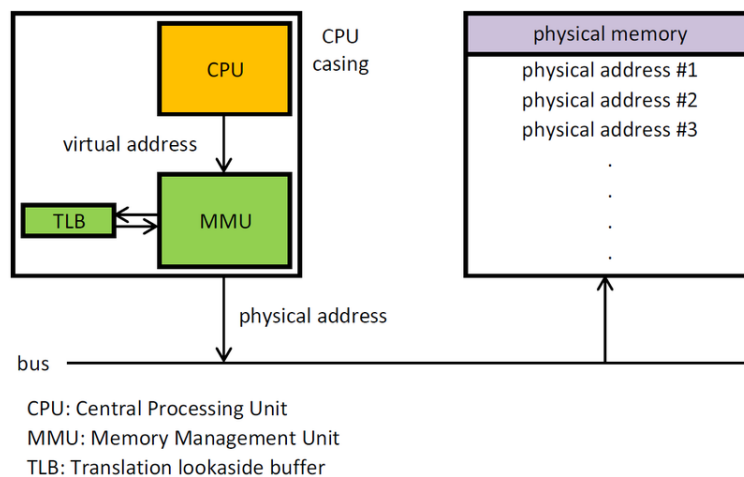 CPU
CPU
casing
virtual address
TLB
MMU
physical address
bus
physical memory
physical address #1
physical address #2
physical address #3
.
.
.
.
CPU: Central Processing Unit
MMU: Memory Management Unit
TLB: Translation lookaside buffer